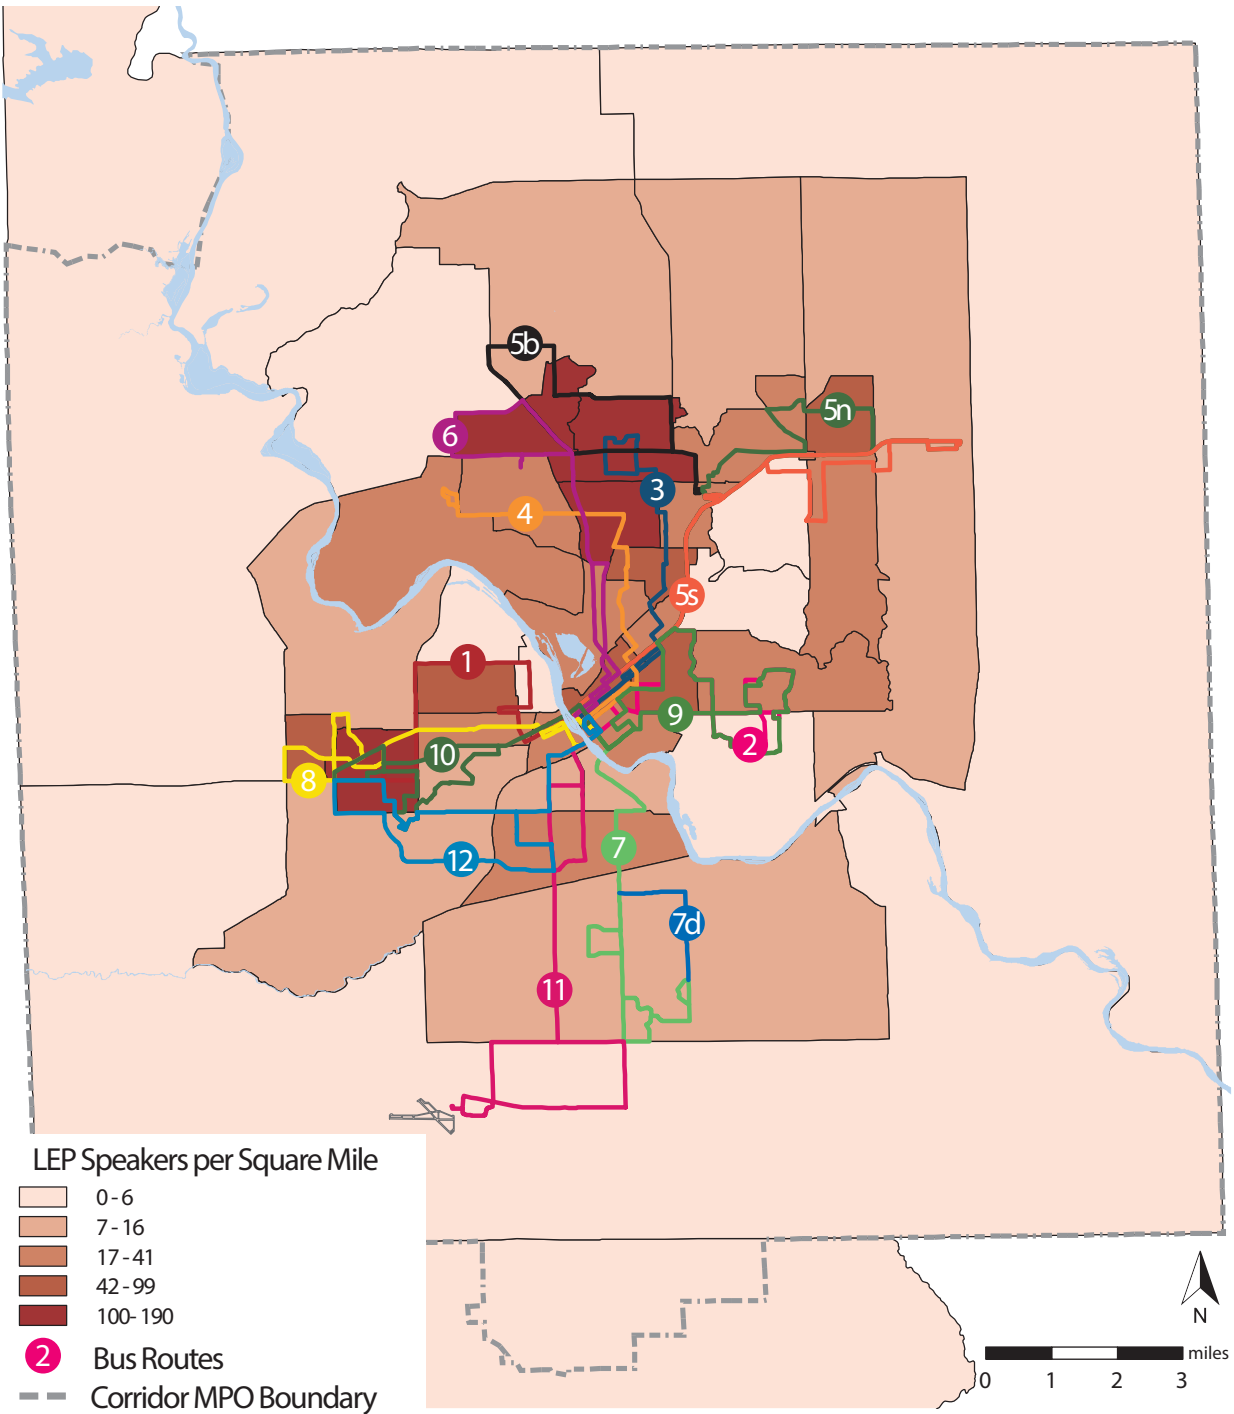 5b
5n
6
3
4
5s
1
9
2
10
8
12
7
7d
11
LEP Speakers per Square Mile
0 - 6
7 - 16
17 - 41
42 - 99
100- 190
2 Bus Routes
Corridor MPO Boundary
N
miles
0 1 2 3